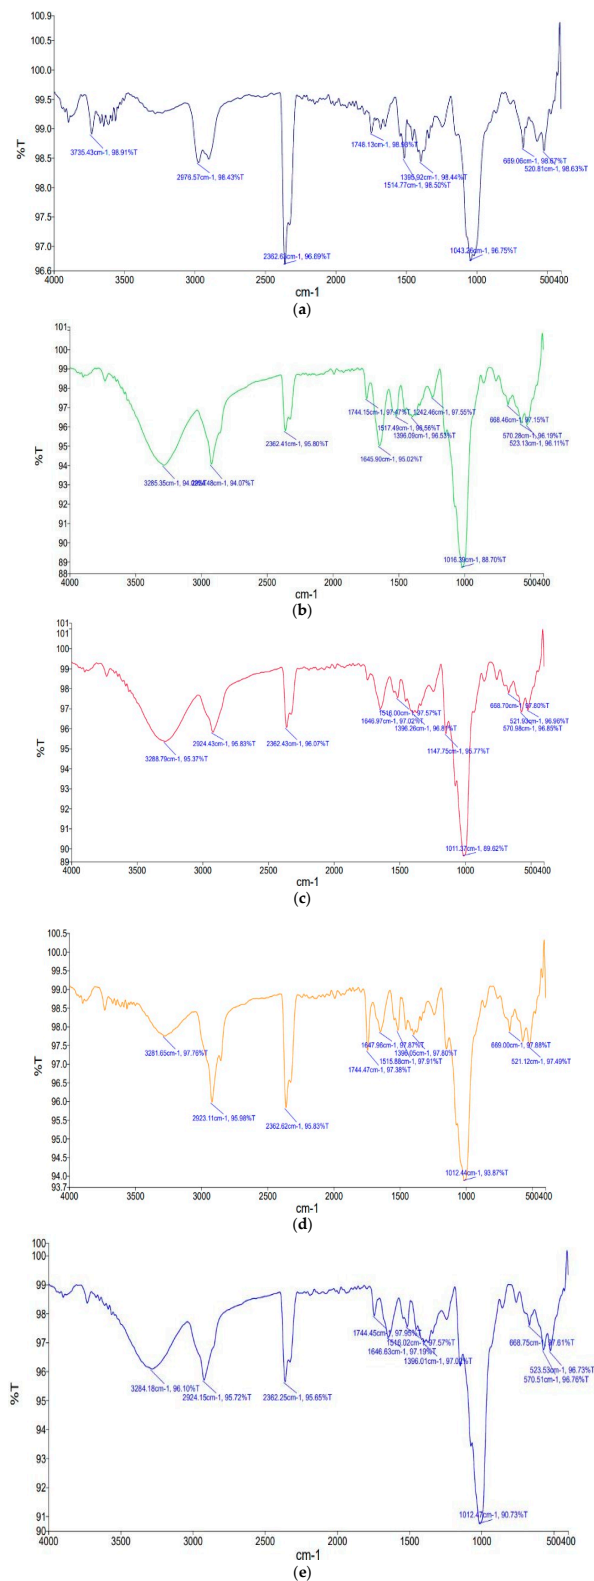 100.9
100.5
100.0
99.5
99.0
98.5
98.0
97.5
97.0
96.6
%T
3735.43cm-1, 98.91%T
2976.57cm-1, 98.43%T
2362.63cm-1, 96.69%T
1748.13cm-1, 98.93%T
1395.92cm-1, 98.44%T
1514.77cm-1, 98.50%T
1043.26cm-1, 96.75%T
669.06cm-1, 98.67%T
520.81cm-1, 98.63%T
4000 3500 3000 2500 2000 1500 1000 500400
cm-1
(a)
101
100
99
98
97
96
95
94
93
92
91
90
89
88
%T
3285.35cm-1,
94.07%T
2362.41cm-1, 95.80%T
1744.15cm-1, 97.47%T
1242.46cm-1, 97.55%T
1517.49cm-1,
1396.09cm-1, 96.53%T
1645.90cm-1, 95.02%T
1016.39cm-1, 88.70%T
668.46cm-1, 97.15%T
570.28cm-1, 96.19%T
523.13cm-1, 96.11%T
4000 3500 3000 2500 2000 1500 1000 500400
cm-1
(b)
101
101
100
99
98
97
96
95
94
93
92
91
90
89
%T
3288.79cm-1, 95.37%T
2924.43cm-1, 95.83%T
2362.43cm-1, 96.07%T
1516.00cm-1, 97.57%T
1646.97cm-1, 97.02%T
1396.26cm-1, 96.81%T
1147.75cm-1, 95.77%T
1011.37cm-1, 89.62%T
668.70cm-1, 97.80%T
521.93cm-1, 96.96%T
570.98cm-1, 96.85%T
4000 3500 3000 2500 2000 1500 1000 500400
cm-1
(c)
100.5
100.0
99.5
99.0
98.5
98.0
97.5
97.0
96.5
96.0
95.5
95.0
94.5
94.0
93.7
%T
3281.65cm-1, 97.76%T
2923.11cm-1, 95.98%T
2362.62cm-1, 95.83%T
1647.96cm-1, 97.87%T
1396.05cm-1, 97.80%T
1515.88cm-1, 97.91%T
1744.47cm-1, 97.38%T
1012.44cm-1, 93.87%T
669.00cm-1, 97.88%T
521.12cm-1, 97.49%T
4000 3500 3000 2500 2000 1500 1000 500400
cm-1
(d)
100
100
99
98
97
96
95
94
93
92
91
90
%T
3284.18cm-1, 96.10%T
2924.15cm-1, 95.72%T
2362.25cm-1, 95.65%T
1744.45cm-1, 97.95%T
1516.02cm-1, 97.57%T
1646.63cm-1, 97.19%T
1396.01cm-1,
1012.47cm-1, 90.73%T
668.75cm-1, 97.61%T
523.53cm-1, 96.73%T
570.51cm-1, 96.76%T
4000 3500 3000 2500 2000 1500 1000 500400
cm-1
(e)